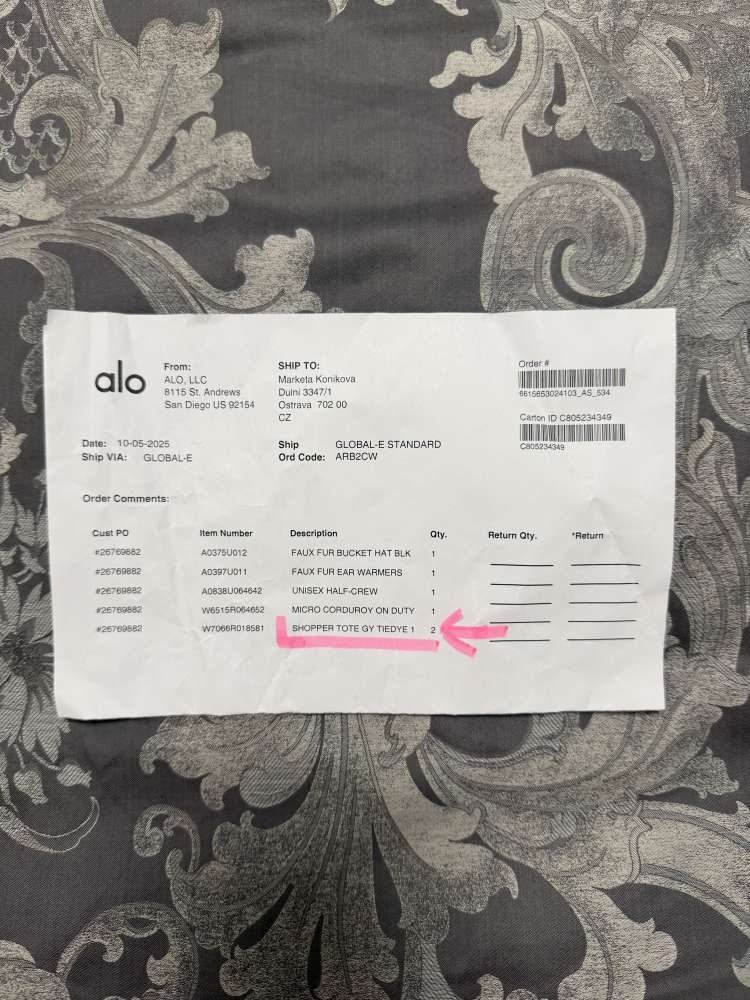 alo
From:
ALO, LLC
8115 St. Andrews
San Diego US 92154
SHIP TO:
Marketa Konikova
Dulni 3347/1
Ostrava 702 00
CZ
Order #
6615653024103_AS_534
Carton ID C805234349
C805234349
Date: 10-05-2025
Ship VIA: GLOBAL-E
Ship GLOBAL-E STANDARD
Ord Code: ARB2CW
Order Comments:
Cust PO Item Number Description Qty. Return Qty. *Return
#26769882 A0375U012 FAUX FUR BUCKET HAT BLK 1
#26769882 A0397U011 FAUX FUR EAR WARMERS 1
#26769882 A0838U064642 UNISEX HALF-CREW 1
#26769882 W6515R064652 MICRO CORDUROY ON DUTY 1
#26769882 W7066R018581 SHOPPER TOTE GY TIEDYE 1 2